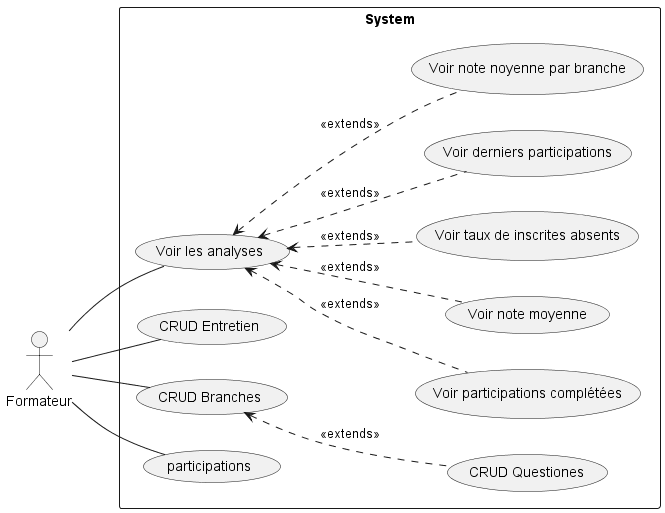 System
Voir note noyenne par branche
«extends»
Voir derniers participations
«extends»
Voir taux de inscrites absents
«extends»
Voir les analyses
«extends»
Voir note moyenne
«extends»
CRUD Entretien
Voir participations complétées
Formateur
CRUD Branches
«extends»
participations
CRUD Questiones